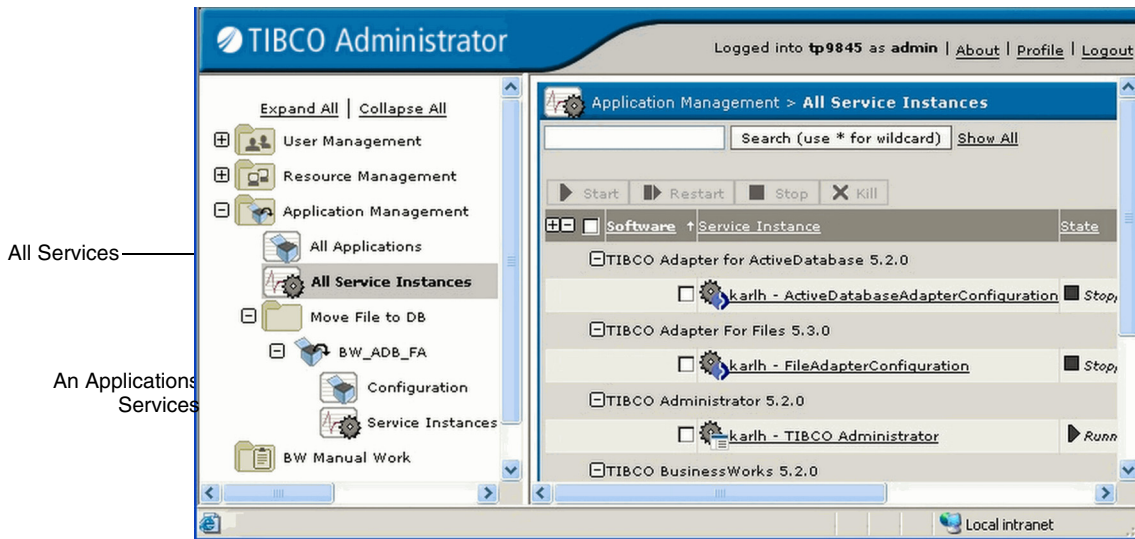 TIBCO Administrator
Logged into tp9845 as admin | About | Profile | Logout
Expand All | Collapse All
User Management
Resource Management
Application Management
All Applications
All Service Instances
Move File to DB
BW_ADB_FA
Configuration
Service Instances
BW Manual Work
All Services
An Applications
Services
Application Management > All Service Instances
Search (use * for wildcard) Show All
Start Restart Stop Kill
Software Service Instance State
TIBCO Adapter for ActiveDatabase 5.2.0
karlh - ActiveDatabaseAdapterConfiguration Stop
TIBCO Adapter For Files 5.3.0
karlh - FileAdapterConfiguration Stop
TIBCO Administrator 5.2.0
karlh - TIBCO Administrator Runn
TIBCO BusinessWorks 5.2.0
Local intranet